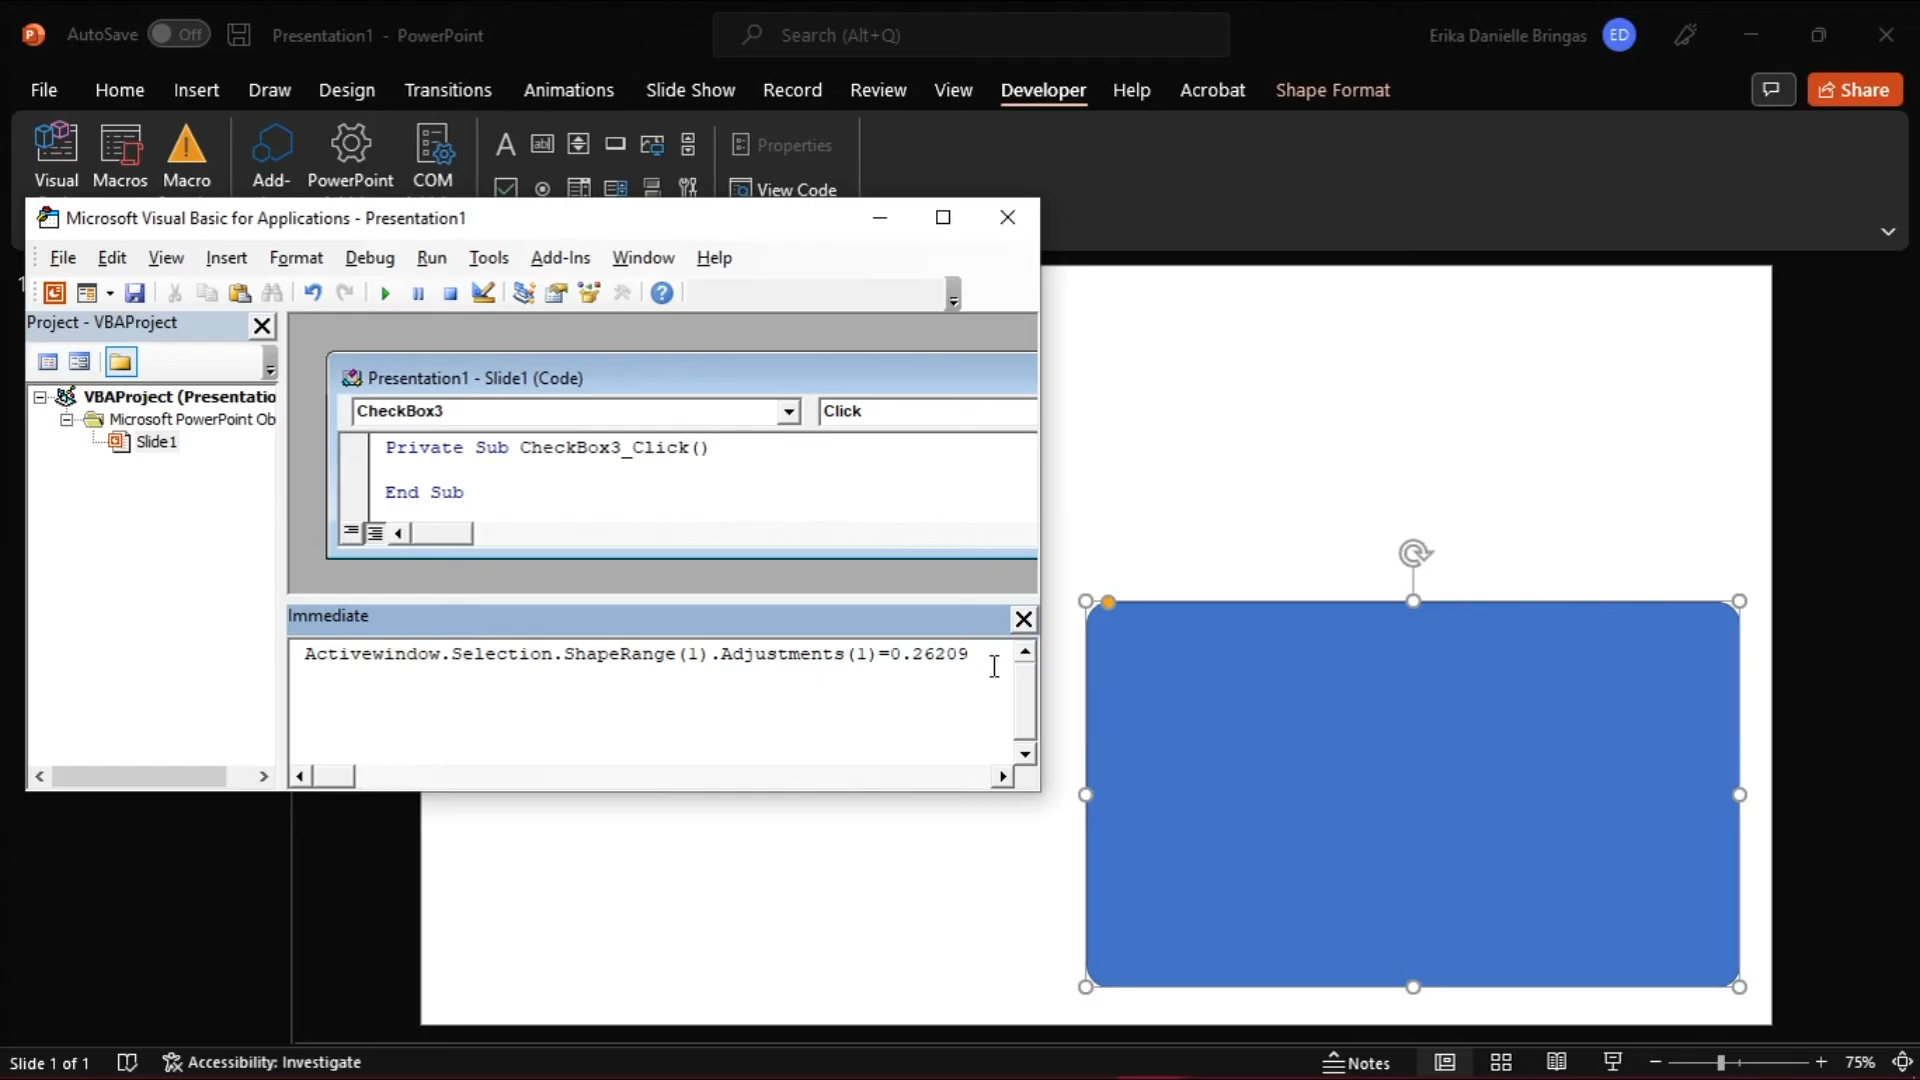 AutoSave Off Presentation1 - PowerPoint Search (Alt+Q) Erika Danielle Bringas ED
File Home Insert Draw Design Transitions Animations Slide Show Record Review View Developer Help Acrobat Shape Format Share
Properties
Visual Macros Macro Add- PowerPoint COM View Code
Microsoft Visual Basic for Applications - Presentation1
File Edit View Insert Format Debug Run Tools Add-Ins Window Help
Project - VBAProject
Presentation1 - Slide1 (Code)
VBAProject (Presentatio
CheckBox3 Click
Microsoft PowerPoint Ob
Slide1
Private Sub CheckBox3_Click()
End Sub
Immediate
Activewindow.Selection.ShapeRange(1).Adjustments(1)=0.26209
Slide 1 of 1 Accessibility: Investigate Notes 75%